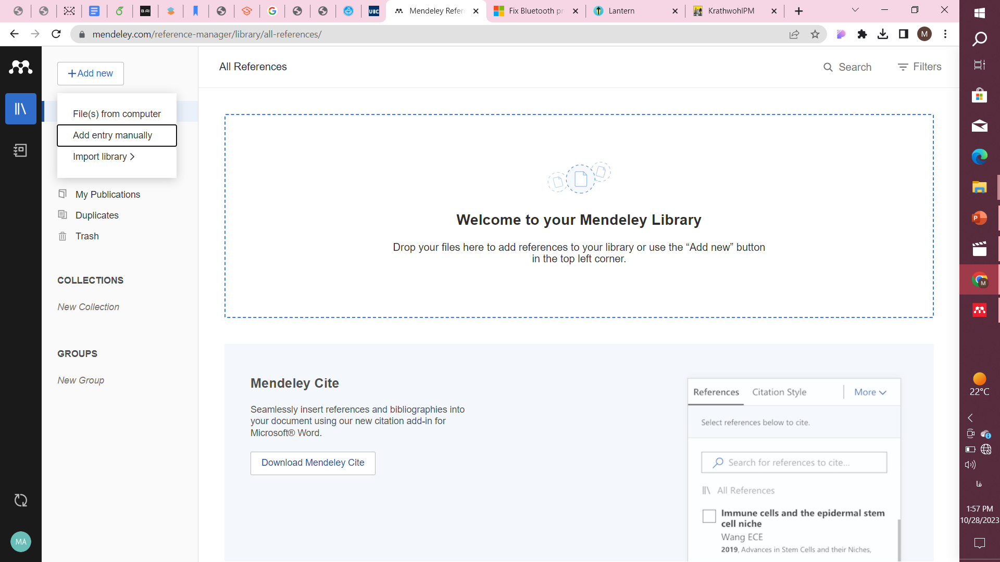 Mendeley Refer
Fix Bluetooth pr
Lantern
KrathwohlPM
BAI
UBC
mendeley.com/reference-manager/library/all-references/
M
+Add new
All References
Search
Filters
File(s) from computer
Add entry manually
Import library
My Publications
Duplicates
Trash
COLLECTIONS
New Collection
GROUPS
New Group
Welcome to your Mendeley Library
Drop your files here to add references to your library or use the “Add new” button
in the top left corner.
Mendeley Cite
Seamlessly insert references and bibliographies into
your document using our new citation add-in for
Microsoft® Word.
Download Mendeley Cite
References
Citation Style
More
Select references below to cite.
Search for references to cite...
All References
Immune cells and the epidermal stem
cell niche
Wang ECE
2019, Advances in Stem Cells and their Niches,
MA
P
M
22°C
فا
1:57 PM
10/28/2023